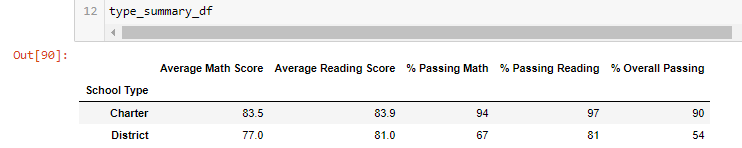 12 type_summary_df
Out[90]:
Average Math Score Average Reading Score % Passing Math % Passing Reading % Overall Passing
School Type
Charter 83.5 83.9 94 97 90
District 77.0 81.0 67 81 54